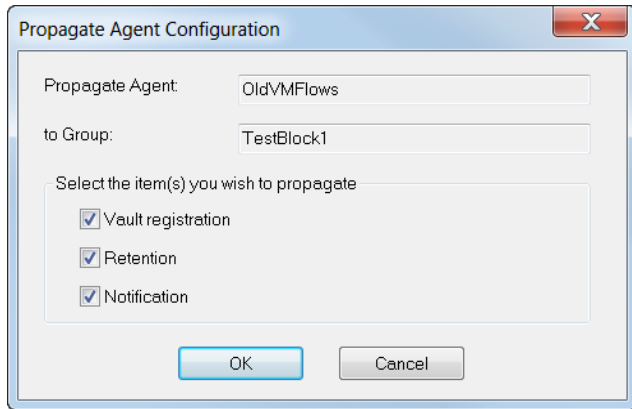 Propagate Agent Configuration
Propagate Agent: OldVMFlows
to Group: TestBlock1
Select the item(s) you wish to propagate
Vault registration
Retention
Notification
OK Cancel